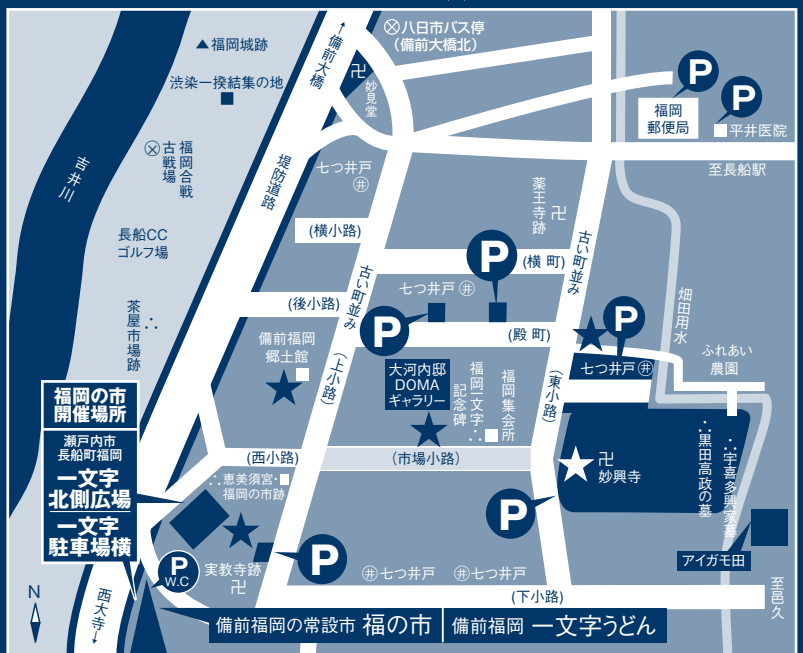 ↑備前大橋
八日市バス停
(備前大橋北)
▲福岡城跡
渋染一揆結集の地
卍
妙見堂
P
P
福岡
郵便局
平井医院
至長船駅
吉井川
福岡合戦
古戦場
堤防道路
七つ井戸
井
薬王寺跡
卍
長船CC
ゴルフ場
(横小路)
古い町並み
P
(横 町)
古い町並み
七つ井戸 井
(後小路)
茶屋市場跡
∴
P
(殿 町)
P
畑田用水
七つ井戸 井
ふれあい
農園
備前福岡
郷土館
(上小路)
大河内邸
DOMA
ギャラリー
福岡一文字
記念碑
∴
福岡集会所
(東小路)
福岡の市
開催場所
瀬戸内市
長船町福岡
一文字
北側広場
一文字
駐車場横
(西小路)
(市場小路)
∴恵美須宮・
福岡の市跡
卍
妙興寺
∴黒田高政の墓
∴宇喜多興家墓
P
アイガモ田
P
P
W.C
実教寺跡
卍
井七つ井戸
井七つ井戸
至邑久
(下小路)
N
西大寺→
備前福岡の常設市 福の市
備前福岡 一文字うどん